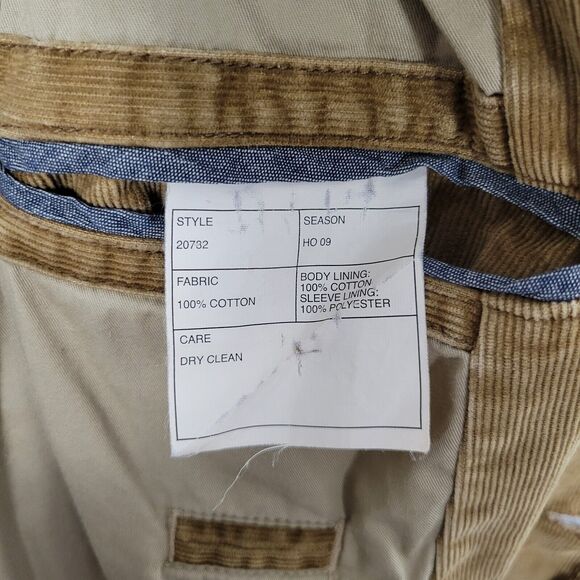 STYLE
20732
SEASON
HO 09
FABRIC
100% COTTON
BODY LINING:
100% COTTON
SLEEVE LINING:
100% POLYESTER
CARE
DRY CLEAN